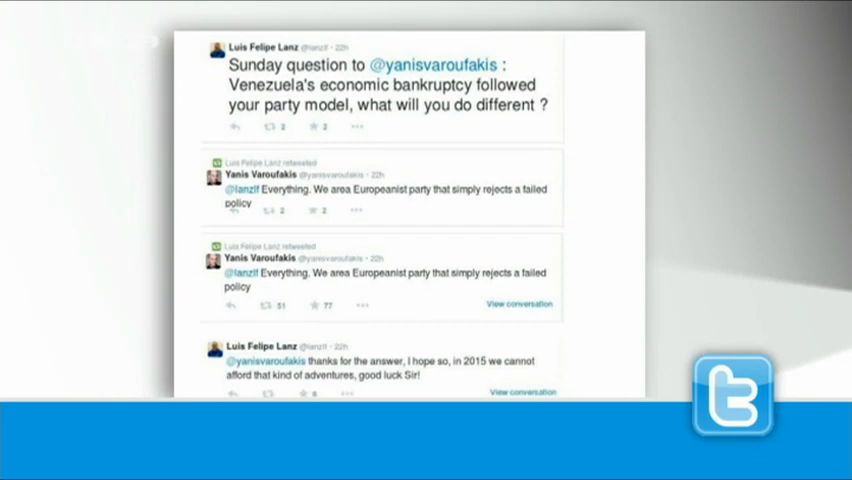 Luis Felipe Lanz @lanzlf · 22h
Sunday question to @yanisvaroufakis :
Venezuela's economic bankruptcy followed
your party model, what will you do different ?
2 2
Luis Felipe Lanz retweeted
Yanis Varoufakis @yanisvaroufakis · 22h
@lanzlf Everything. We area Europeanist party that simply rejects a failed
policy
2 2
Luis Felipe Lanz retweeted
Yanis Varoufakis @yanisvaroufakis · 22h
@lanzlf Everything. We area Europeanist party that simply rejects a failed
policy
51 77 View conversation
Luis Felipe Lanz @lanzlf · 22h
@yanisvaroufakis thanks for the answer, I hope so, in 2015 we cannot
afford that kind of adventures, good luck Sir!
6 View conversation